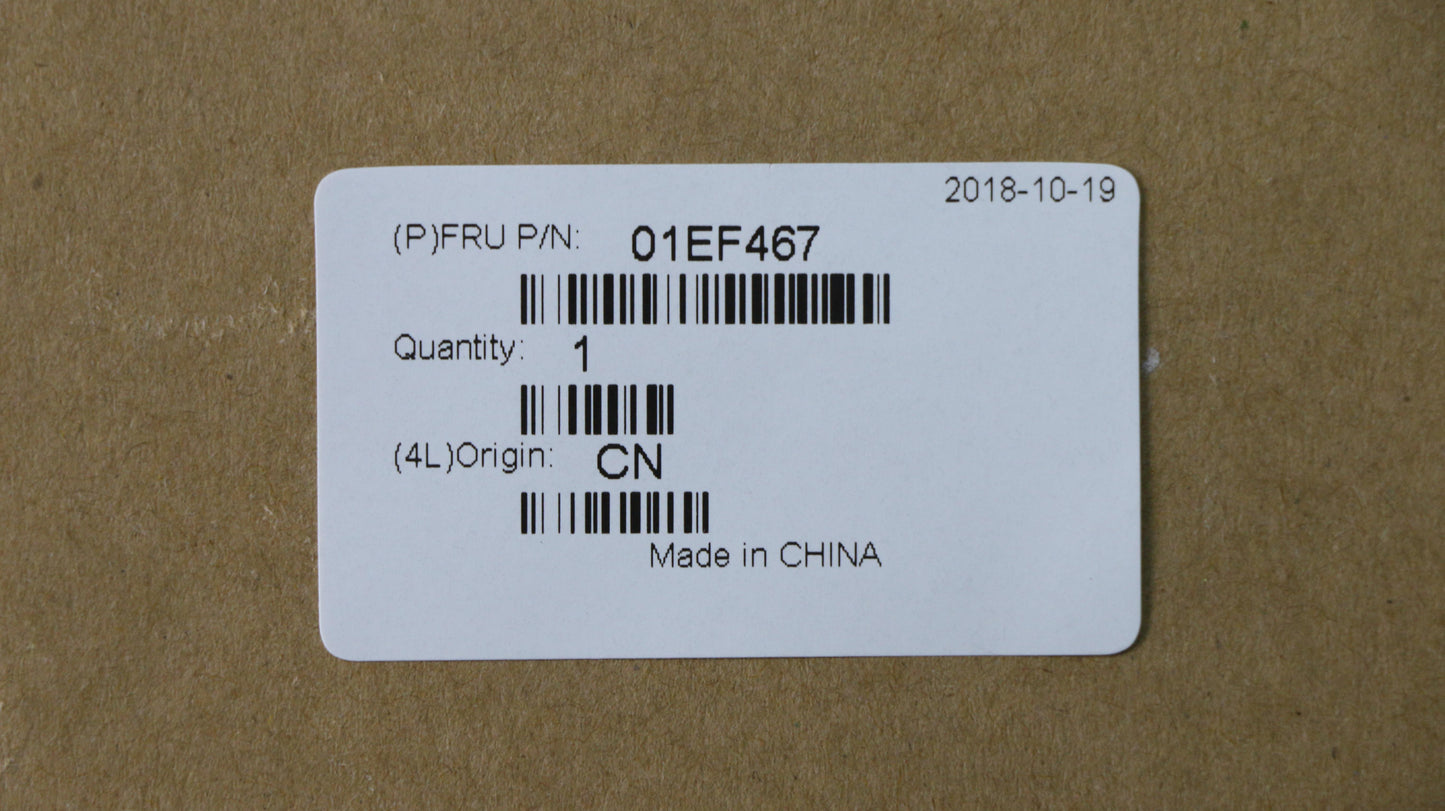 2018-10-19
(P)FRU P/N: 01EF467
Quantity: 1
(4L)Origin: CN
Made in CHINA